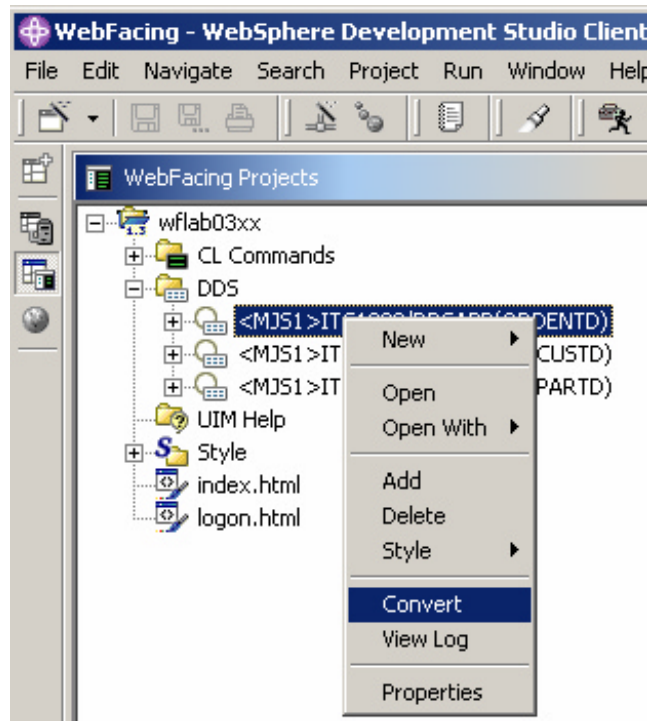 WebFacing - WebSphere Development Studio Client
File Edit Navigate Search Project Run Window Help
WebFacing Projects
wflab03xx
CL Commands
DDS
<MJS1>IT
<MJS1>IT CUSTD)
<MJS1>IT PARTD)
UIM Help
Style
index.html
logon.html
New
Open
Open With
Add
Delete
Style
Convert
View Log
Properties